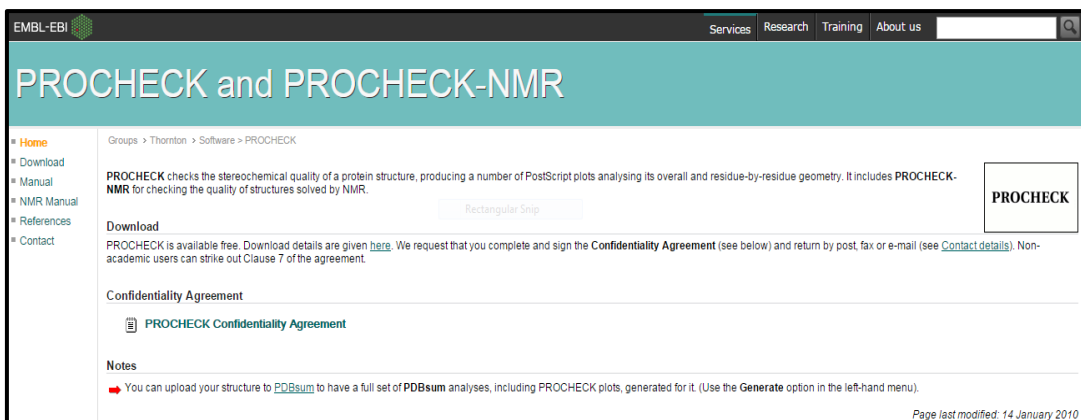 EMBL-EBI
Services Research Training About us
PROCHECK and PROCHECK-NMR
Home
Download
Manual
NMR Manual
References
Contact
Groups > Thornton > Software > PROCHECK
PROCHECK checks the stereochemical quality of a protein structure, producing a number of PostScript plots analysing its overall and residue-by-residue geometry. It includes PROCHECK-
NMR for checking the quality of structures solved by NMR.
PROCHECK
Rectangular Snip
Download
PROCHECK is available free. Download details are given here. We request that you complete and sign the Confidentiality Agreement (see below) and return by post, fax or e-mail (see Contact details). Non-
academic users can strike out Clause 7 of the agreement.
Confidentiality Agreement
PROCHECK Confidentiality Agreement
Notes
You can upload your structure to PDBsum to have a full set of PDBsum analyses, including PROCHECK plots, generated for it. (Use the Generate option in the left-hand menu).
Page last modified: 14 January 2010